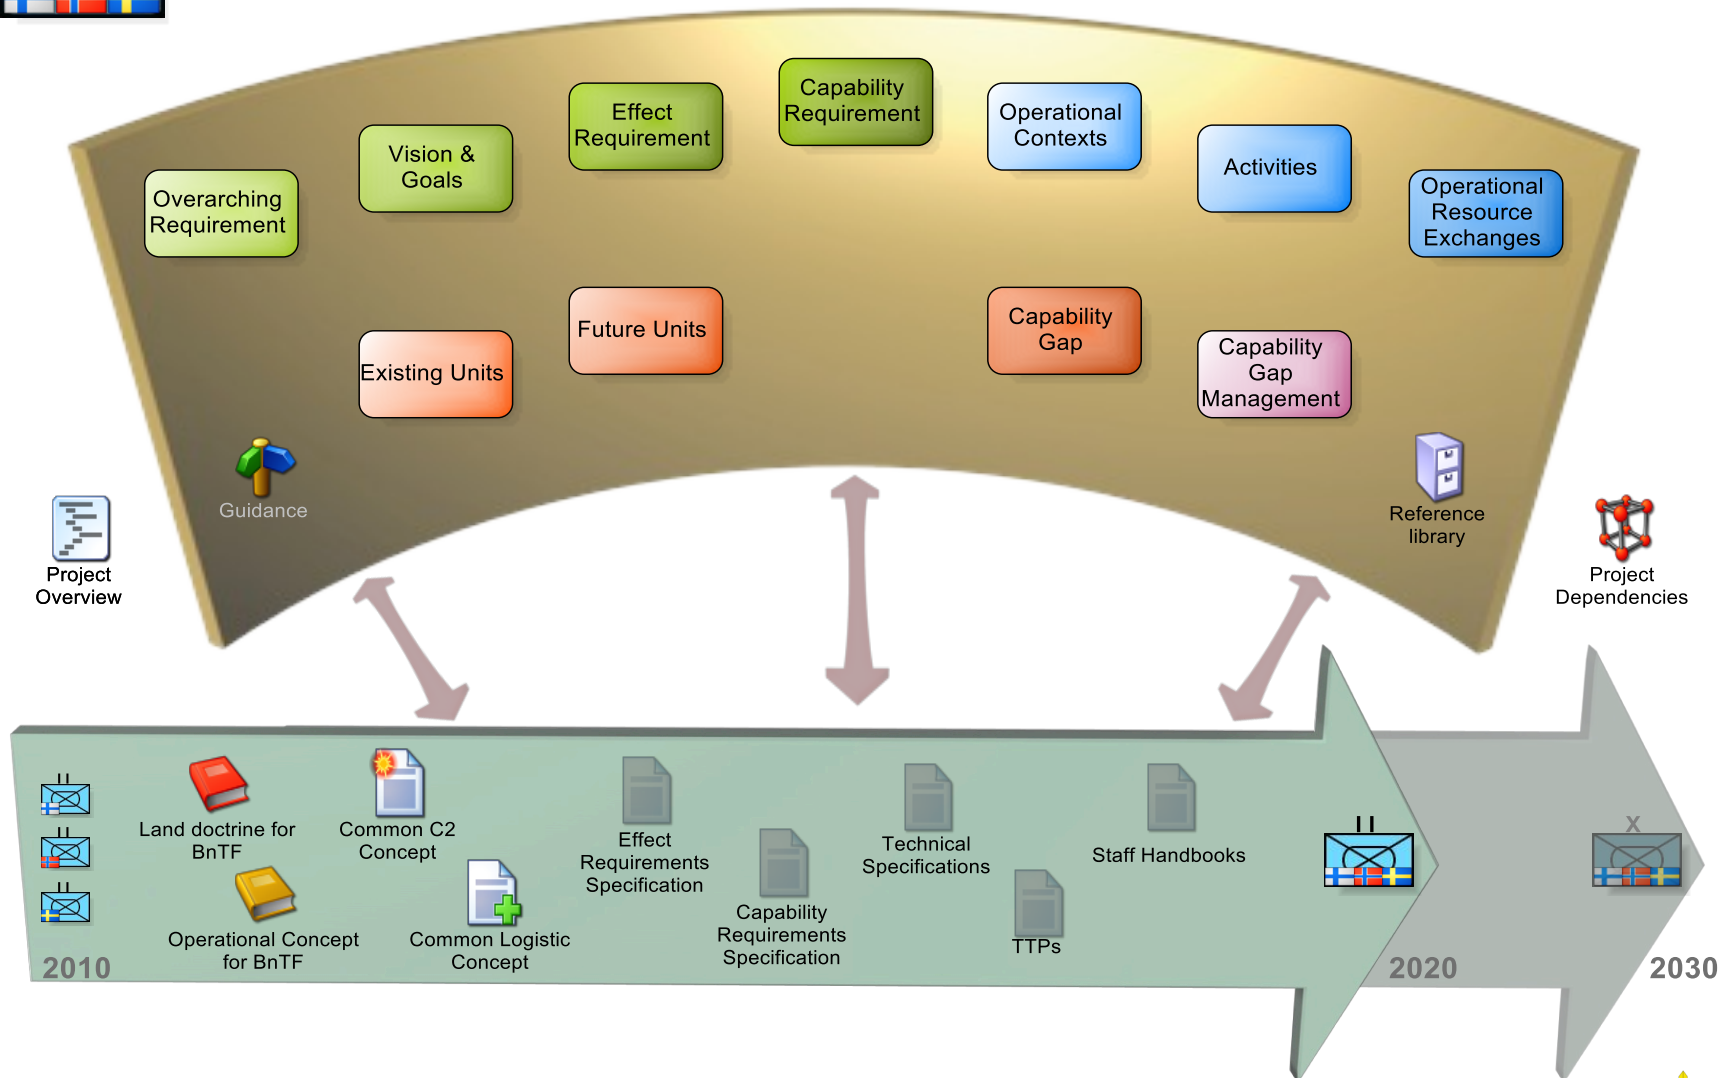 Capability
Requirement
Effect
Requirement
Operational
Contexts
Vision &
Goals
Activities
Overarching
Requirement
Operational
Resource
Exchanges
Future Units
Capability
Gap
Existing Units
Capability
Gap
Management
Guidance
Reference
library
Project
Overview
Project
Dependencies
Land doctrine for
BnTF
Common C2
Concept
Effect
Requirements
Specification
Technical
Specifications
Staff Handbooks
Operational Concept
for BnTF
Common Logistic
Concept
Capability
Requirements
Specification
TTPs
X
2010
2020
2030